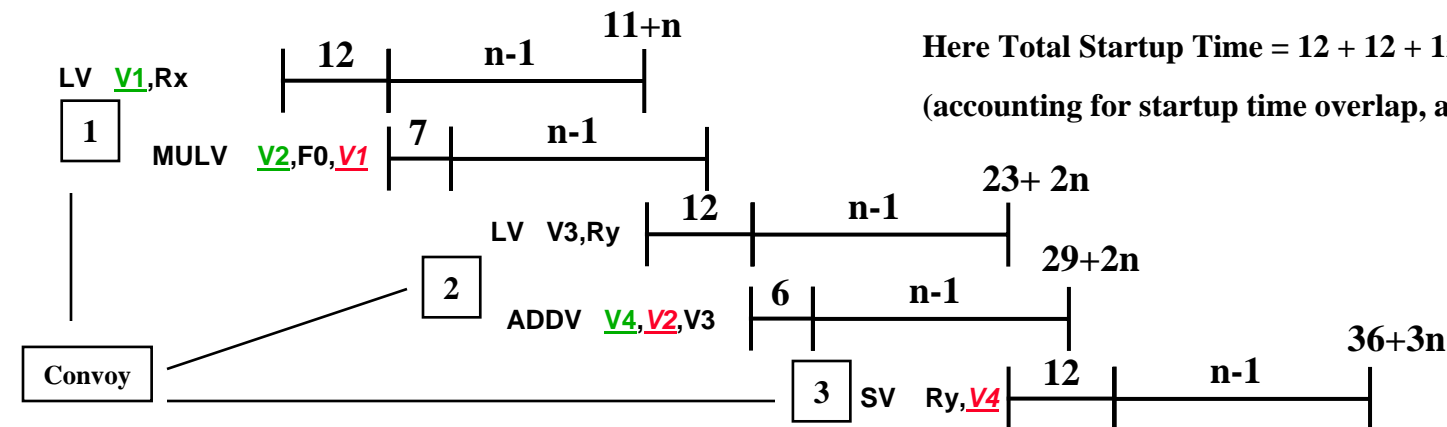 11+n
Here Total Startup Time = 12 + 12 +
12 n-1
LV V1,Rx
(accounting for startup time overlap,
1
7 n-1
MULV V2,F0,V1
23+ 2n
12 n-1
LV V3,Ry
29+2n
2
6 n-1
ADDV V4,V2,V3
36+3n
Convoy
3
12 n-1
SV Ry,V4